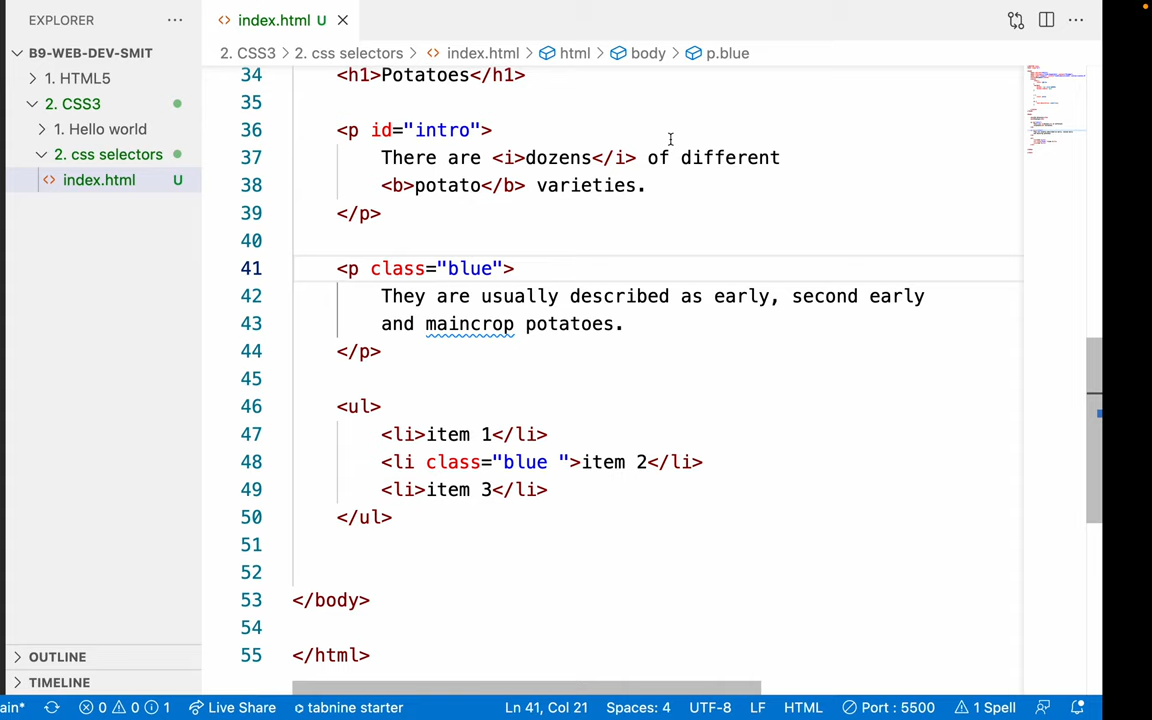 EXPLORER
index.html U
B9-WEB-DEV-SMIT
1. HTML5
2. CSS3
1. Hello world
2. css selectors
index.html U
OUTLINE
TIMELINE
2. CSS3 > 2. css selectors > index.html > html > body > p.blue
34 <h1>Potatoes</h1>
35
36 <p id="intro">
37 There are <i>dozens</i> of different
38 <b>potato</b> varieties.
39 </p>
40
41 <p class="blue">
42 They are usually described as early, second early
43 and maincrop potatoes.
44 </p>
45
46 <ul>
47 <li>item 1</li>
48 <li class="blue ">item 2</li>
49 <li>item 3</li>
50 </ul>
51
52
53 </body>
54
55 </html>
ain* 0 0 1 Live Share tabnine starter Ln 41, Col 21 Spaces: 4 UTF-8 LF HTML Port : 5500 1 Spell